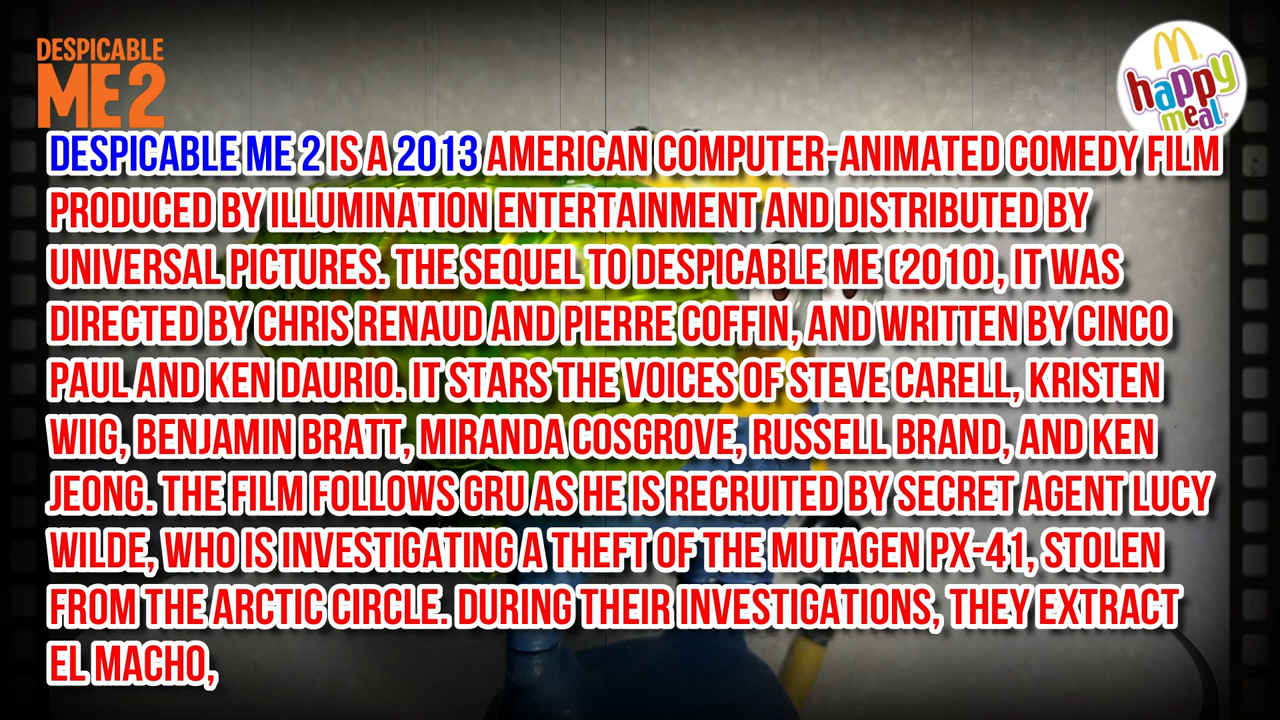 DESPICABLE
ME 2
M
happy
meal
DESPICABLE ME 2 IS A 2013 AMERICAN COMPUTER-ANIMATED COMEDY FILM
PRODUCED BY ILLUMINATION ENTERTAINMENT AND DISTRIBUTED BY
UNIVERSAL PICTURES. THE SEQUEL TO DESPICABLE ME (2010), IT WAS
DIRECTED BY CHRIS RENAUD AND PIERRE COFFIN, AND WRITTEN BY CINCO
PAUL AND KEN DAURIO. IT STARS THE VOICES OF STEVE CARELL, KRISTEN
WIIG, BENJAMIN BRATT, MIRANDA COSGROVE, RUSSELL BRAND, AND KEN
JEONG. THE FILM FOLLOWS GRU AS HE IS RECRUITED BY SECRET AGENT LUCY
WILDE, WHO IS INVESTIGATING A THEFT OF THE MUTAGEN PX-41, STOLEN
FROM THE ARCTIC CIRCLE. DURING THEIR INVESTIGATIONS, THEY EXTRACT
EL MACHO,